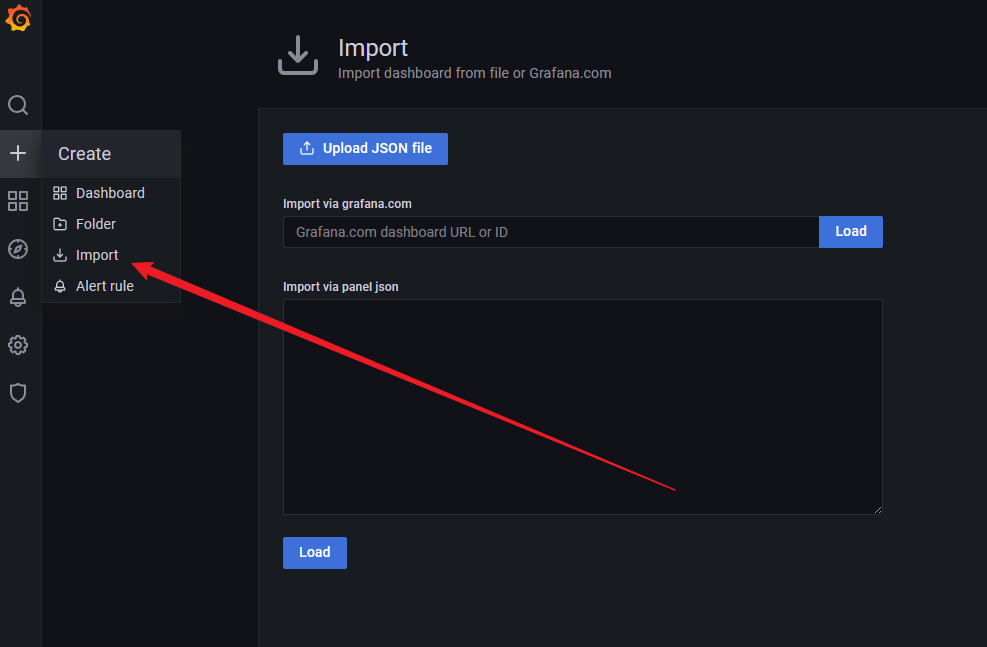 Import
Import dashboard from file or Grafana.com
Create
Dashboard
Folder
Import
Alert rule
Upload JSON file
Import via grafana.com
Grafana.com dashboard URL or ID
Load
Import via panel json
Load